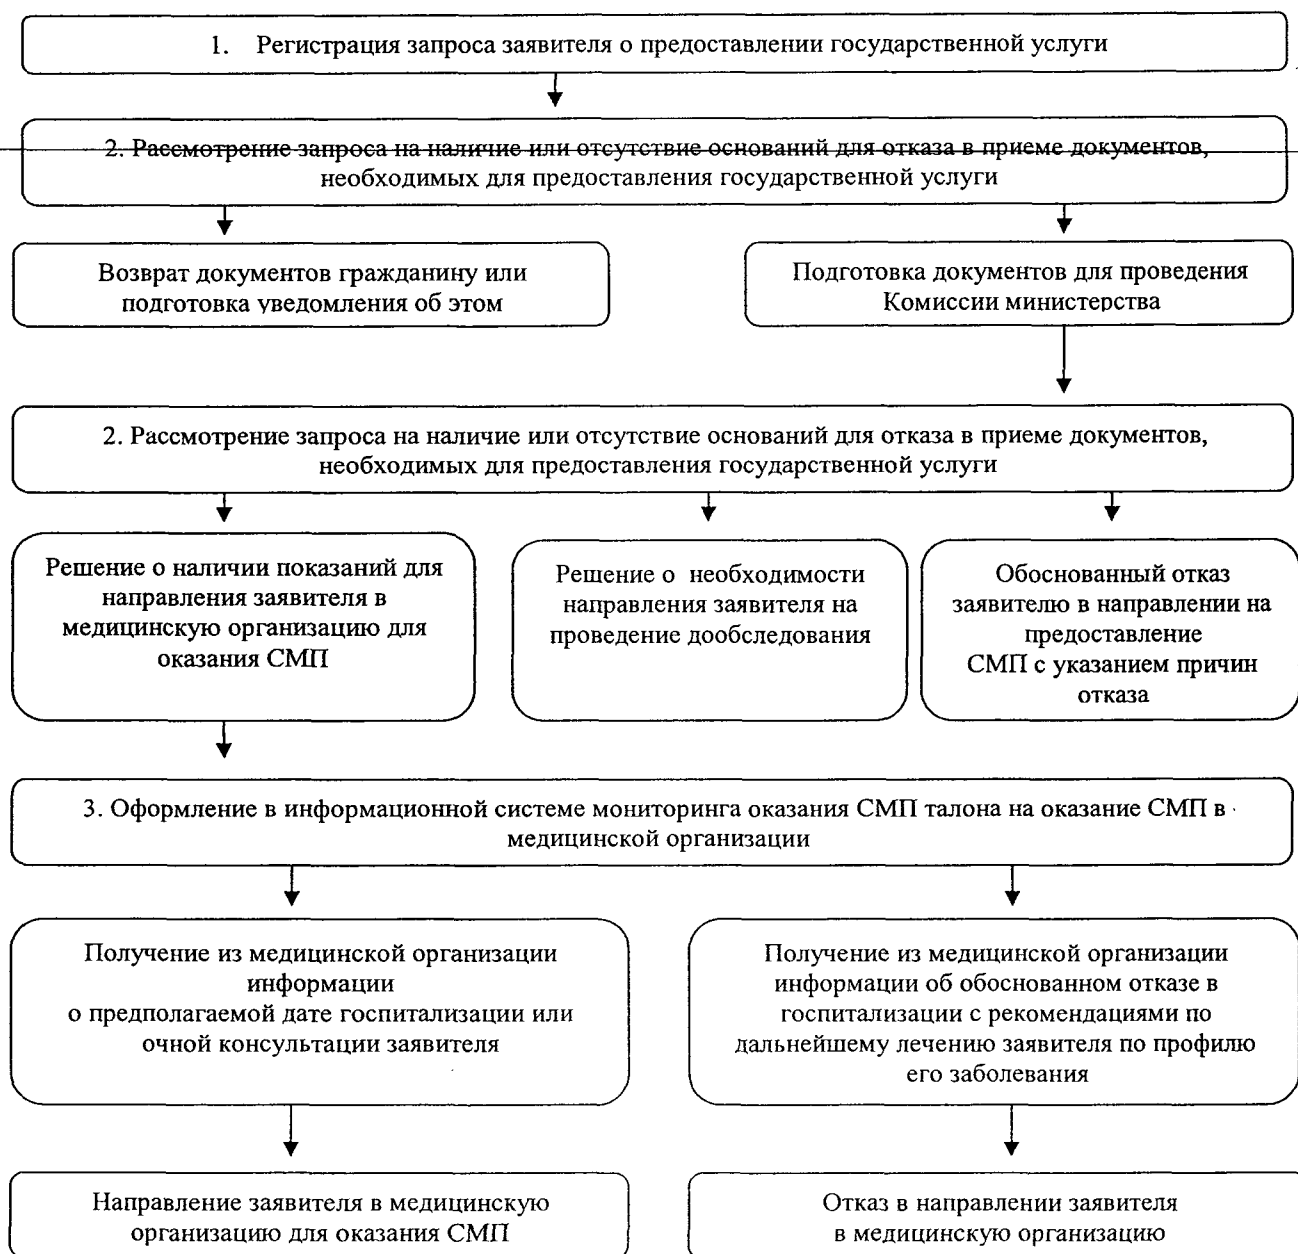 1. Регистрация запроса заявителя о предоставлении государственной услуги
2. Рассмотрение запроса на наличие или отсутствие оснований для отказа в приеме документов,
необходимых для предоставления государственной услуги
Возврат документов гражданину или
подготовка уведомления об этом
Подготовка документов для проведения
Комиссии министерства
2. Рассмотрение запроса на наличие или отсутствие оснований для отказа в приеме документов,
необходимых для предоставления государственной услуги
Решение о наличии показаний для
направления заявителя в
медицинскую организацию для
оказания СМП
Решение о необходимости
направления заявителя на
проведение дообследования
Обоснованный отказ
заявителю в направлении на
предоставление
СМП с указанием причин
отказа
3. Оформление в информационной системе мониторинга оказания СМП талона на оказание СМП в
медицинской организации
Получение из медицинской организации
информации
о предполагаемой дате госпитализации или
очной консультации заявителя
Получение из медицинской организации
информации об обоснованном отказе в
госпитализации с рекомендациями по
дальнейшему лечению заявителя по профилю
его заболевания
Направление заявителя в медицинскую
организацию для оказания СМП
Отказ в направлении заявителя
в медицинскую организацию